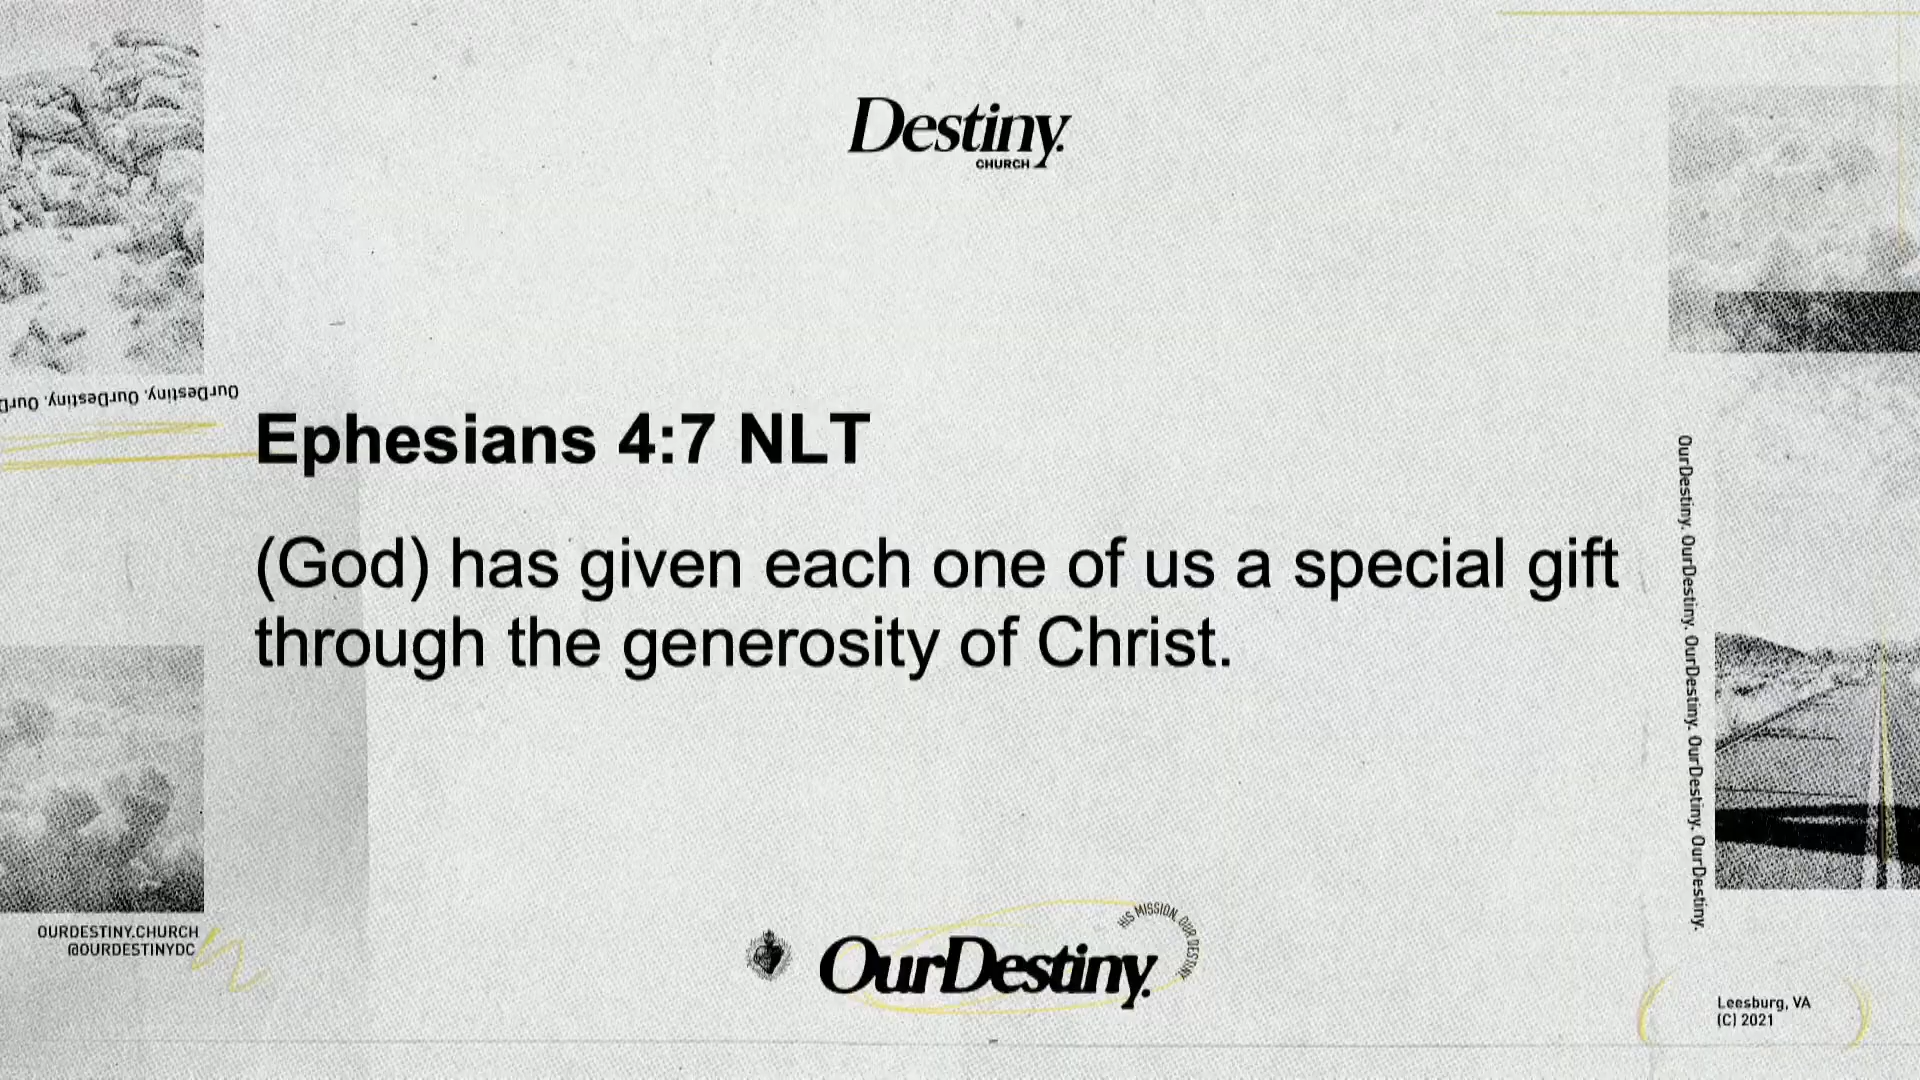 Destiny.
CHURCH
OurDestiny. OurDestiny. OurD
Ephesians 4:7 NLT
(God) has given each one of us a special gift
through the generosity of Christ.
OurDestiny. OurDestiny. OurDestiny. OurDestiny. OurDestiny.
OURDESTINY.CHURCH
@OURDESTINYDC
HIS MISSION. OUR DESTINY.
OurDestiny.
Leesburg, VA
(C) 2021